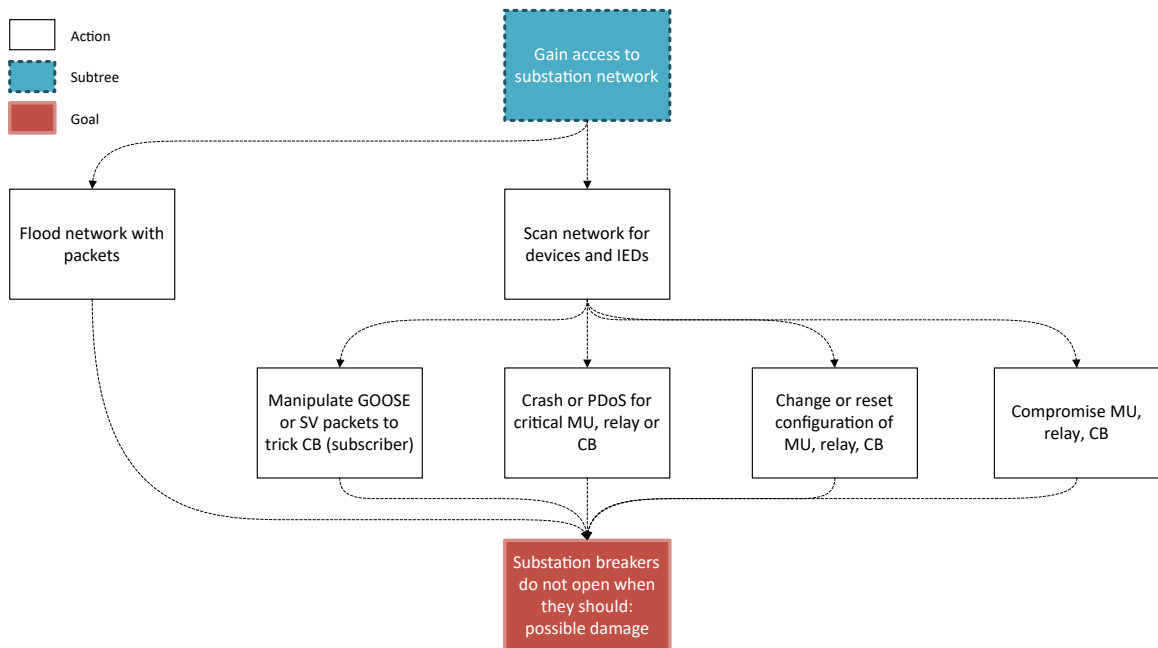 Action
Subtree
Goal
Gain access to
substation network
Flood network with
packets
Scan network for
devices and IEDs
Manipulate GOOSE
or SV packets to
trick CB (subscriber)
Crash or PDoS for
critical MU, relay or
CB
Change or reset
configuration of
MU, relay, CB
Compromise MU,
relay, CB
Substation breakers
do not open when
they should:
possible damage